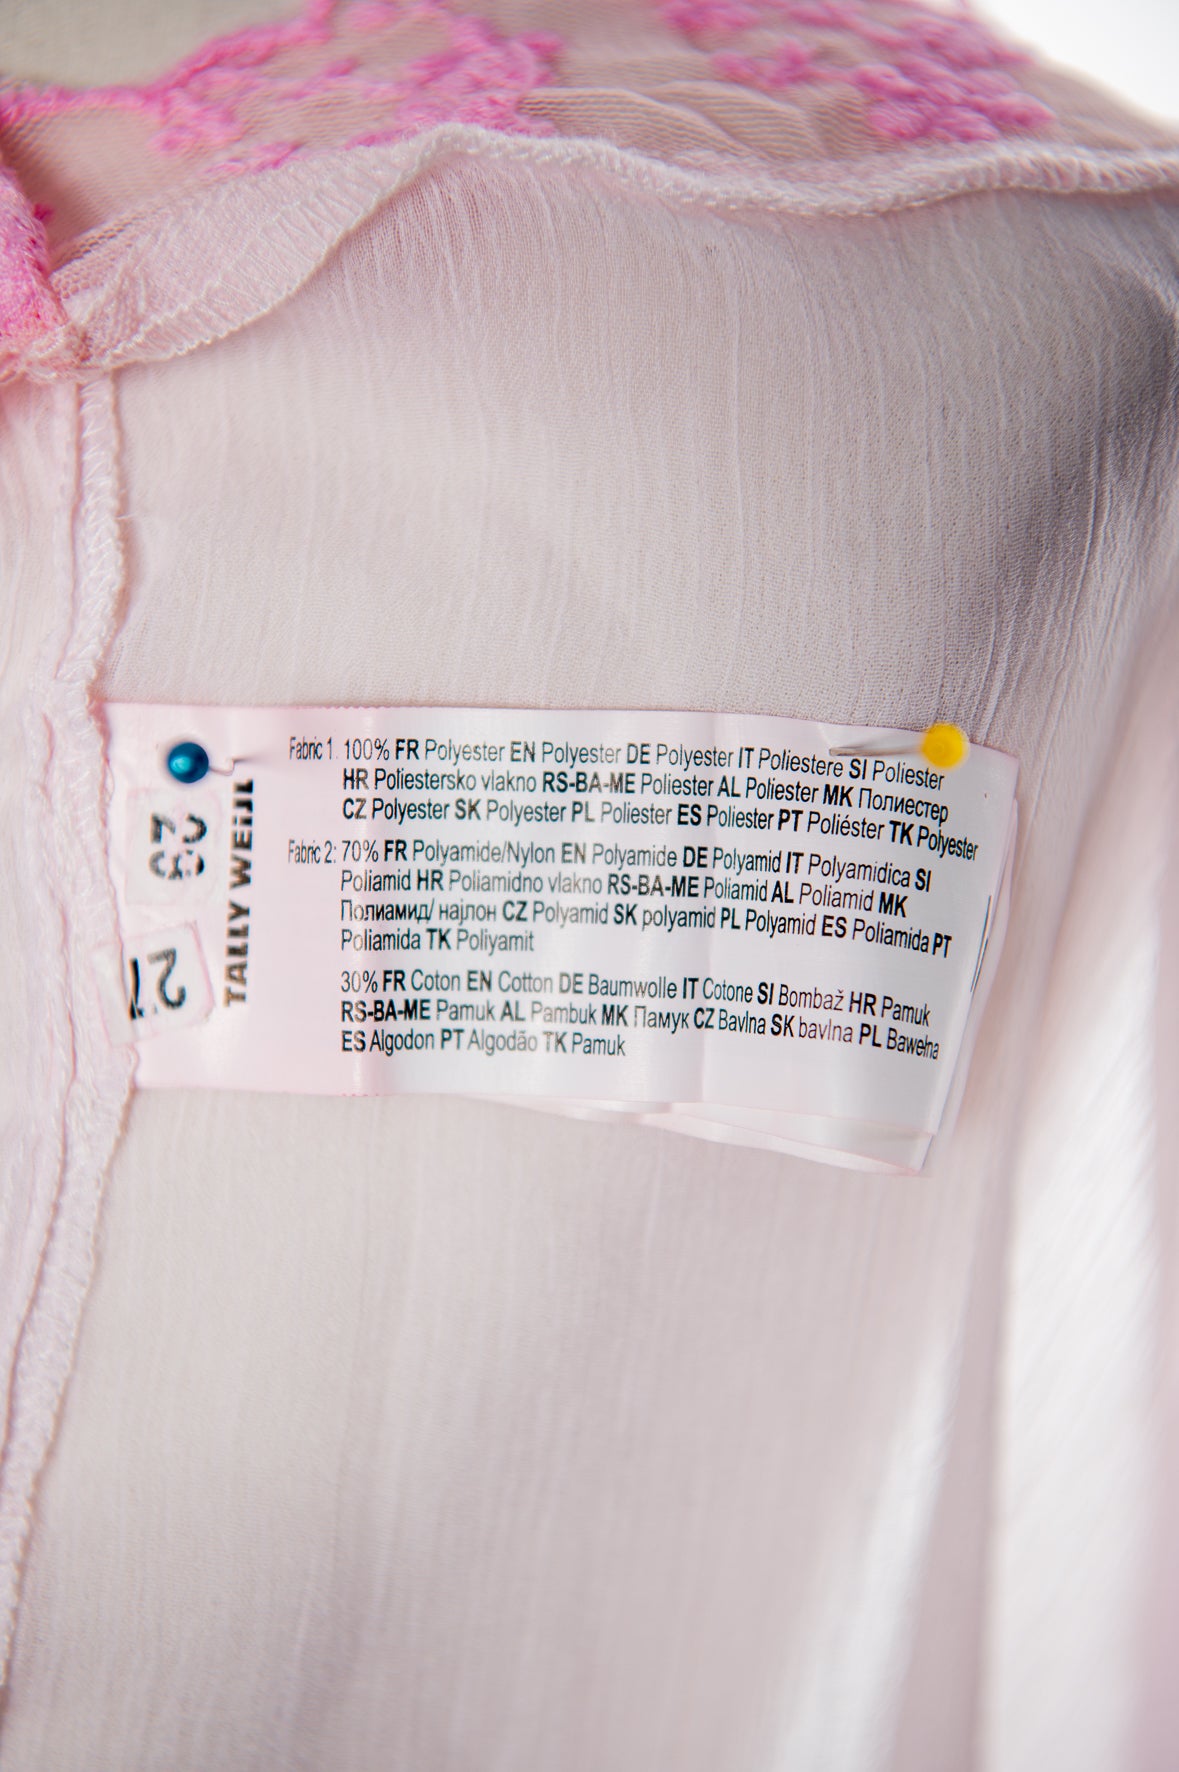 TALLY WEiJL
Fabric 1: 100% FR Polyester EN Polyester DE Polyester IT Poliestere SI Poliester
HR Poliestersko vlakno RS-BA-ME Poliester AL Poliester MK Полиестер
CZ Polyester SK Polyester PL Poliester ES Poliester PT Poliéster TK Polyester
Fabric 2: 70% FR Polyamide/Nylon EN Polyamide DE Polyamid IT Polyamidica SI
Poliamid HR Poliamidno vlakno RS-BA-ME Poliamid AL Poliamid MK
Полиамид/ најлон CZ Polyamid SK polyamid PL Polyamid ES Poliamida PT
Poliamida TK Poliyamit
30% FR Coton EN Cotton DE Baumwolle IT Cotone SI Bombaž HR Pamuk
RS-BA-ME Pamuk AL Pambuk MK Памук CZ Bavlna SK bavlna PL Bawełna
ES Algodon PT Algodão TK Pamuk